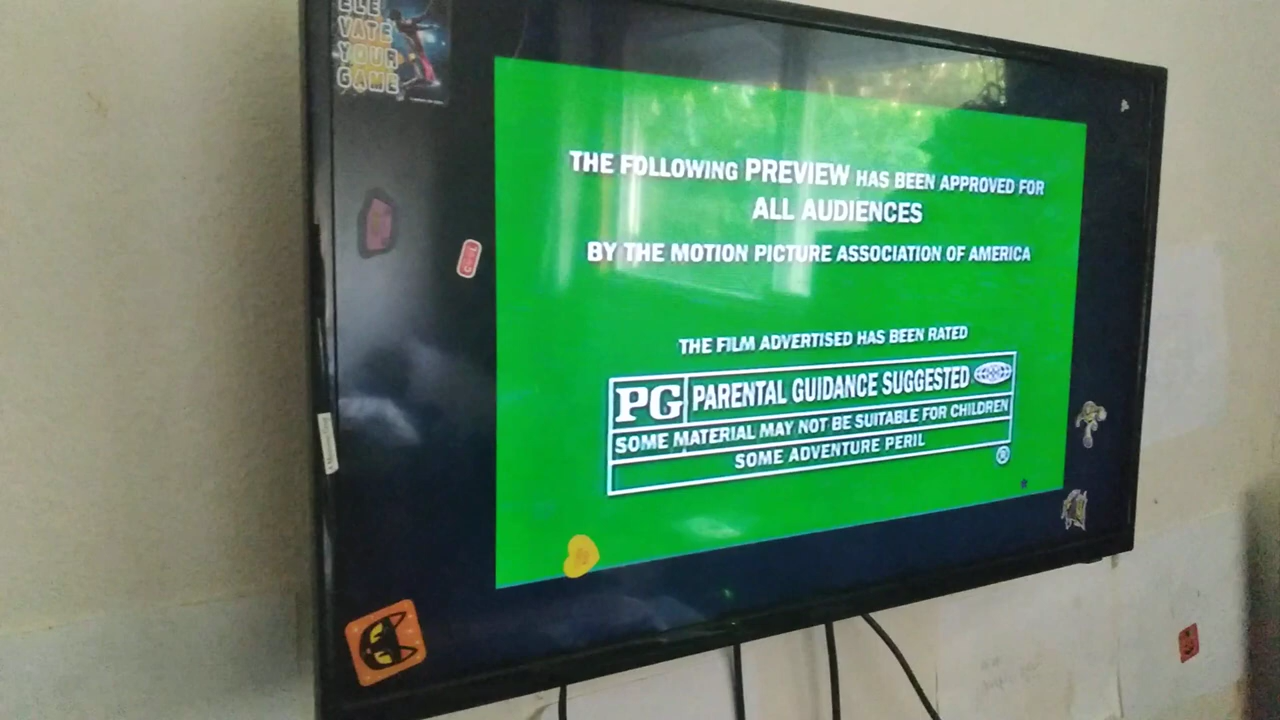 ELE
VATE
YOUR
GAME
THE FOLLOWING PREVIEW HAS BEEN APPROVED FOR
ALL AUDIENCES
BY THE MOTION PICTURE ASSOCIATION OF AMERICA
THE FILM ADVERTISED HAS BEEN RATED
PG PARENTAL GUIDANCE SUGGESTED
SOME MATERIAL MAY NOT BE SUITABLE FOR CHILDREN
SOME ADVENTURE PERIL
®